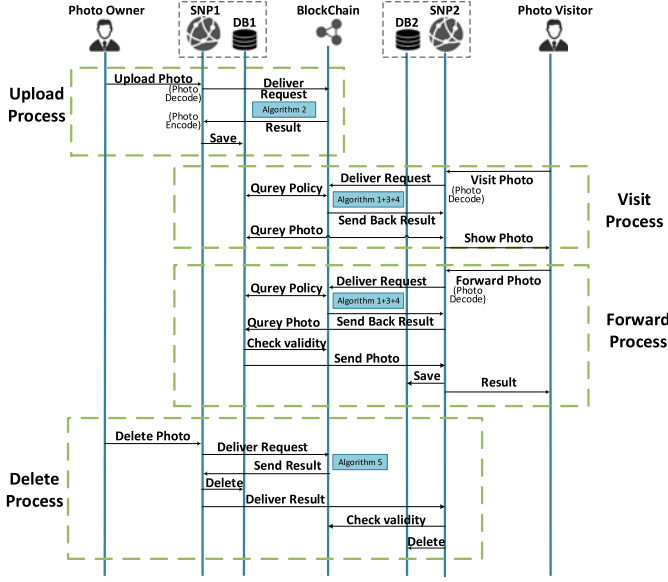 Photo Owner
SNP1
DB1
BlockChain
DB2
SNP2
Photo Visitor
Upload
Process
Upload Photo
(Photo
Decode)
Deliver
Request
Algorithm 2
(Photo
Encode)
Result
Save
Visit
Process
Visit Photo
Deliver Request
(Photo
Decode)
Qurey Policy
Algorithm 1+3+4
Send Back Result
Qurey Photo
Show Photo
Forward
Process
Forward Photo
Deliver Request
(Photo
Decode)
Qurey Policy
Algorithm 1+3+4
Send Back Result
Qurey Photo
Check validity
Send Photo
Save
Result
Delete
Process
Delete Photo
Deliver Request
Algorithm 5
Send Result
Delete
Deliver Result
Check validity
Delete